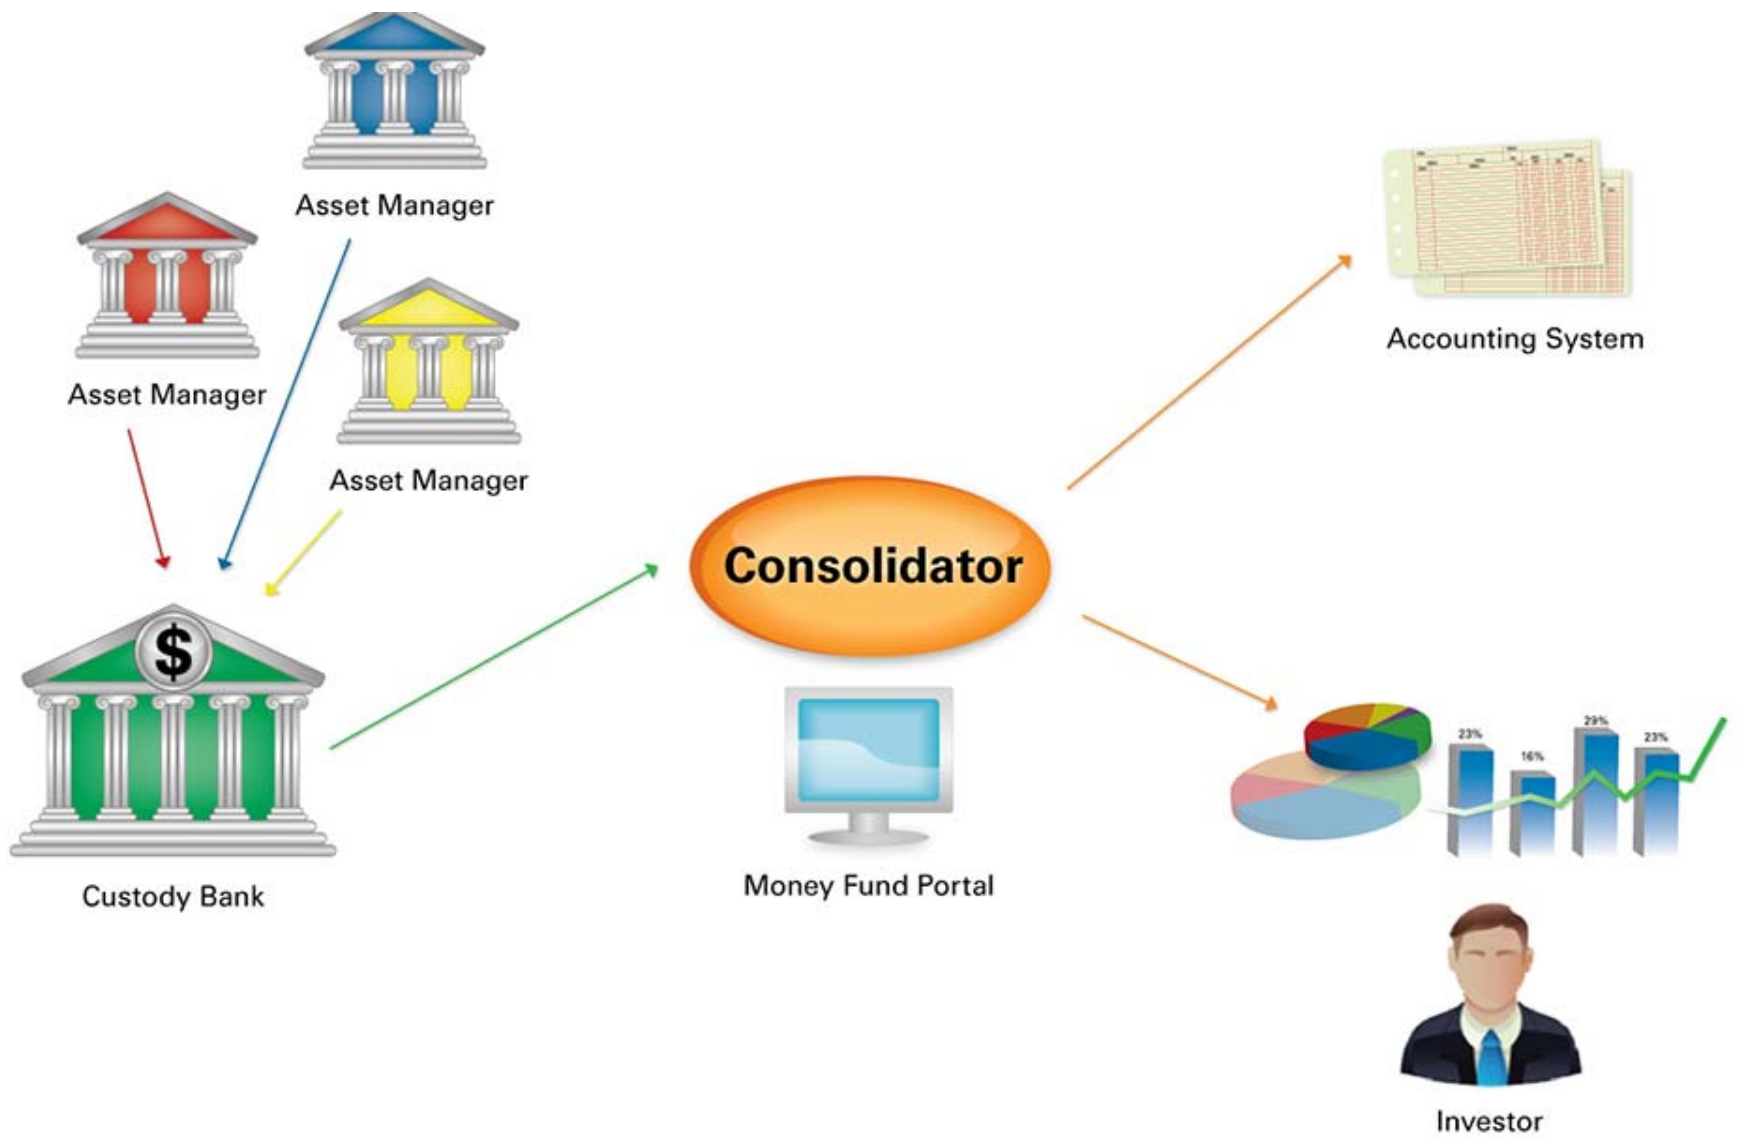 Asset Manager
Asset Manager
Asset Manager
Accounting System
Consolidator
$
Custody Bank
Money Fund Portal
23%
16%
29%
23%
Investor